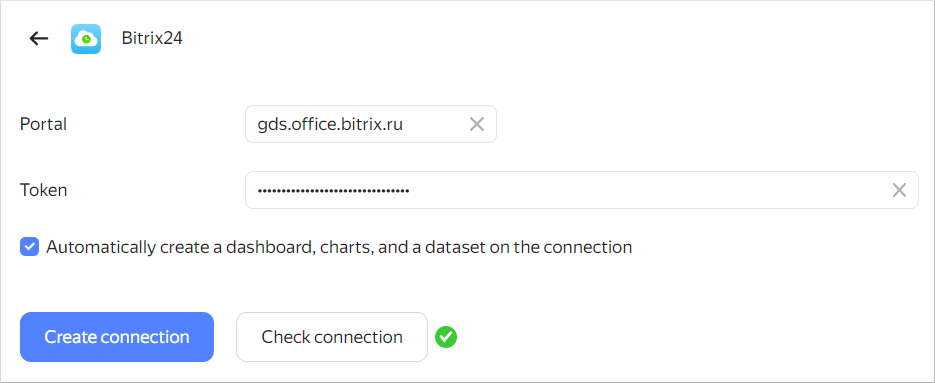 Bitrix24
Portal
gds.office.bitrix.ru
Token
••••••••••••••••••••••••••••••••
Automatically create a dashboard, charts, and a dataset on the connection
Create connection
Check connection